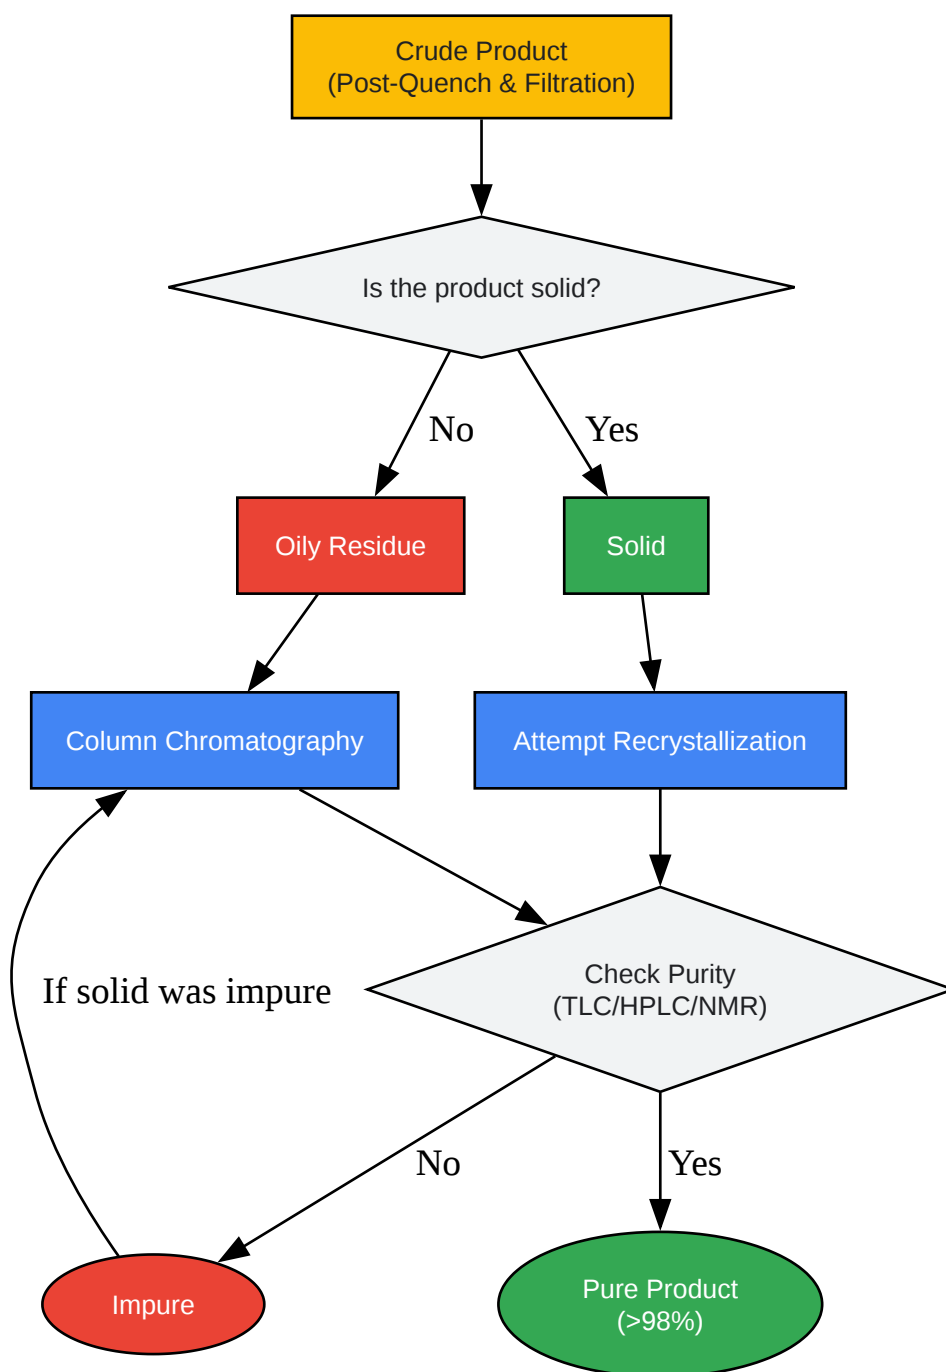 Crude Product
(Post-Quench & Filtration)
Is the product solid?
No
Yes
Oily Residue
Solid
Column Chromatography
Attempt Recrystallization
If solid was impure
Check Purity
(TLC/HPLC/NMR)
No
Yes
Impure
Pure Product
(>98%)